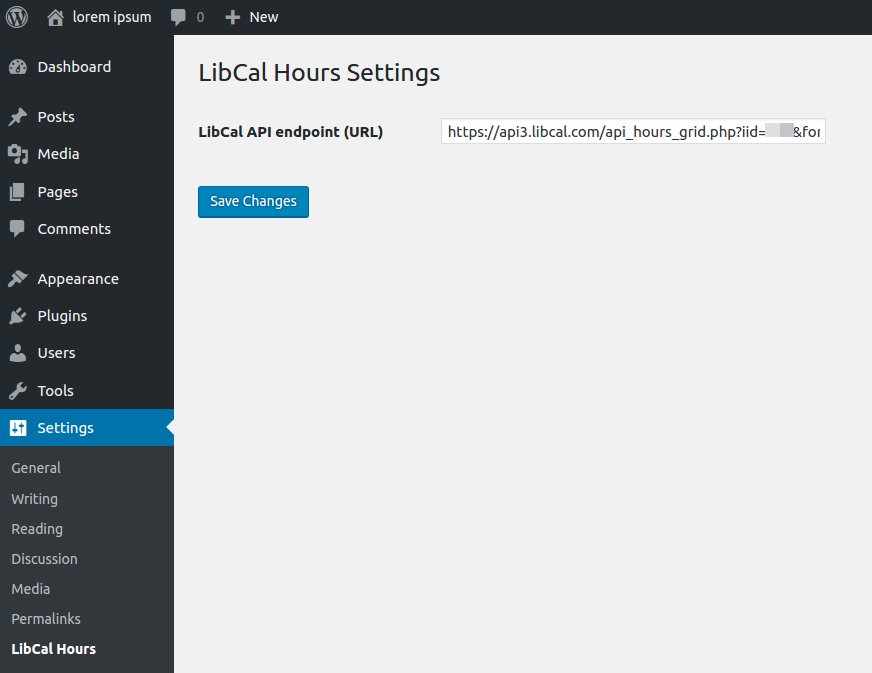 lorem ipsum 0 New
Dashboard
Posts
Media
Pages
Comments
Appearance
Plugins
Users
Tools
Settings
General
Writing
Reading
Discussion
Media
Permalinks
LibCal Hours
LibCal Hours Settings
LibCal API endpoint (URL) https://api3.libcal.com/api_hours_grid.php?iid= &for
Save Changes